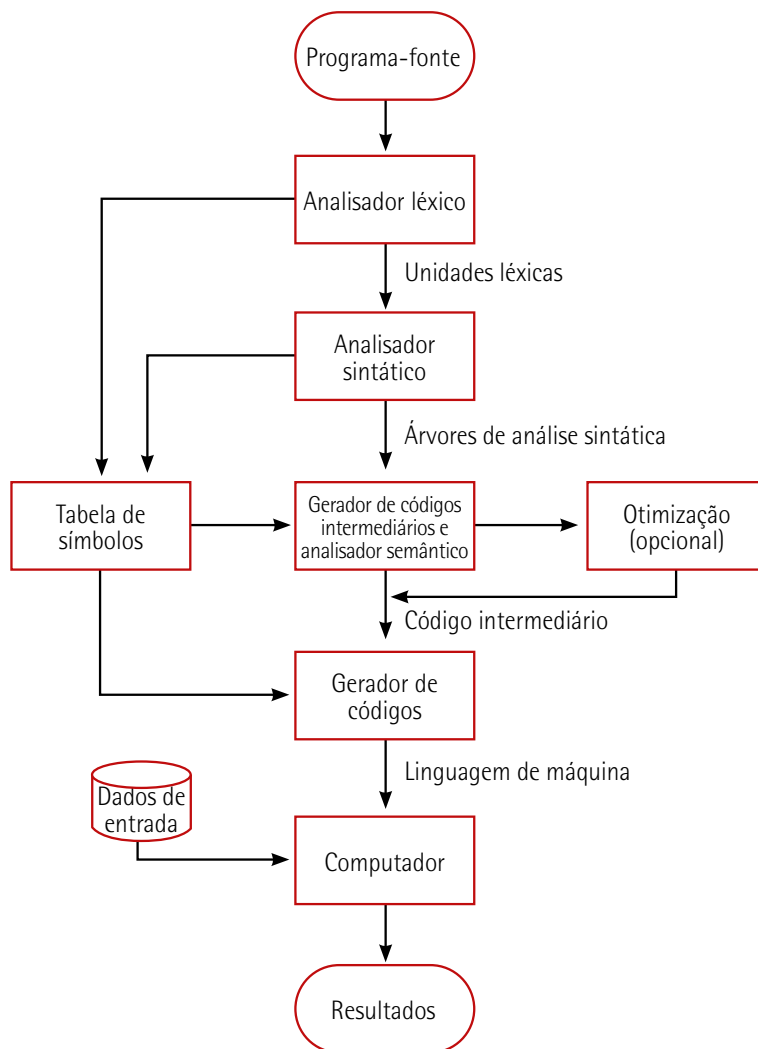 Programa-fonte
Analisador léxico
Unidades léxicas
Analisador
sintático
Árvores de análise sintática
Tabela de
símbolos
Gerador de códigos
intermediários e
analisador semântico
Otimização
(opcional)
Código intermediário
Gerador de
códigos
Linguagem de máquina
Dados de
entrada
Computador
Resultados